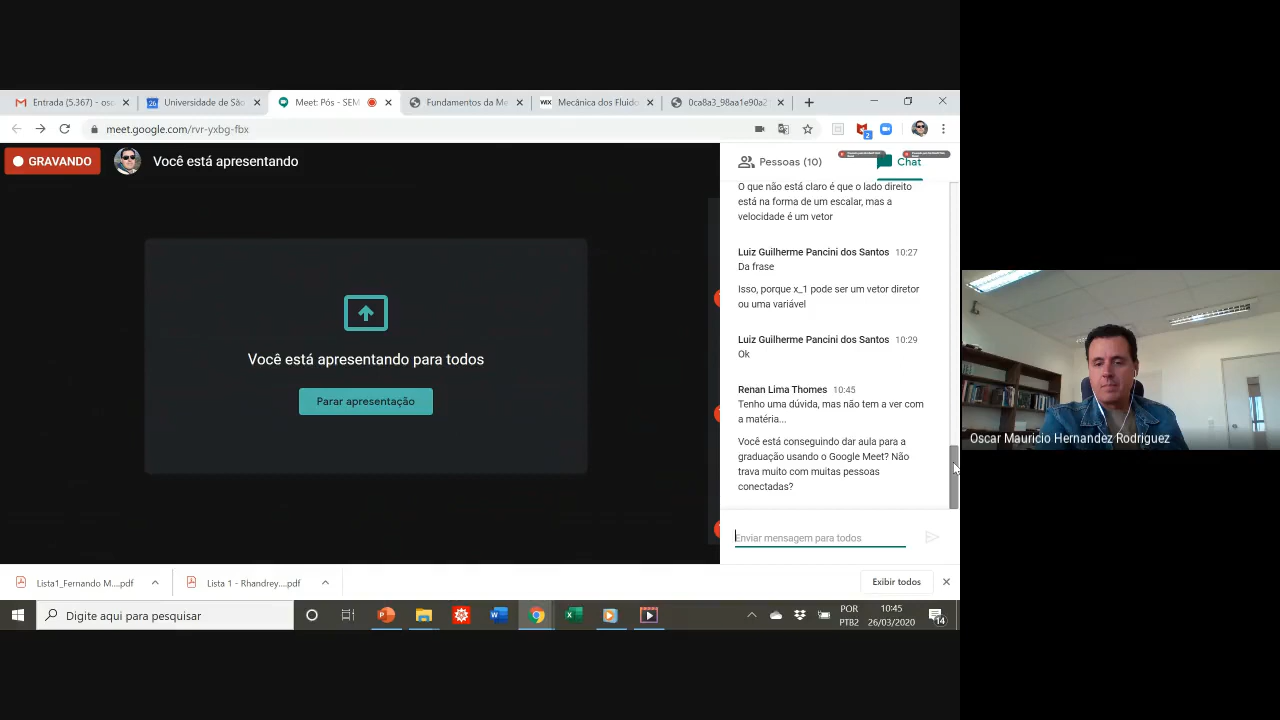 Entrada (5.367) - osc
Universidade de São
Meet: Pós - SEM
Fundamentos da Me
WIX Mecânica dos Fluido
0ca8a3_98aa1e90a2
meet.google.com/rvr-yxbg-fbx
GRAVANDO
Você está apresentando
Pessoas (10)
Chat
O que não está claro é que o lado direito
está na forma de um escalar, mas a
velocidade é um vetor
Luiz Guilherme Pancini dos Santos 10:27
Da frase
Isso, porque x_1 pode ser um vetor diretor
ou uma variável
Luiz Guilherme Pancini dos Santos 10:29
Ok
Renan Lima Thomes 10:45
Tenho uma dúvida, mas não tem a ver com
a matéria...
Você está conseguindo dar aula para a
graduação usando o Google Meet? Não
trava muito com muitas pessoas
conectadas?
Você está apresentando para todos
Parar apresentação
Enviar mensagem para todos
Oscar Mauricio Hernandez Rodriguez
Lista1_Fernando M....pdf
Lista 1 - Rhandrey....pdf
Exibir todos
Digite aqui para pesquisar
POR
PTB2
10:45
26/03/2020
14